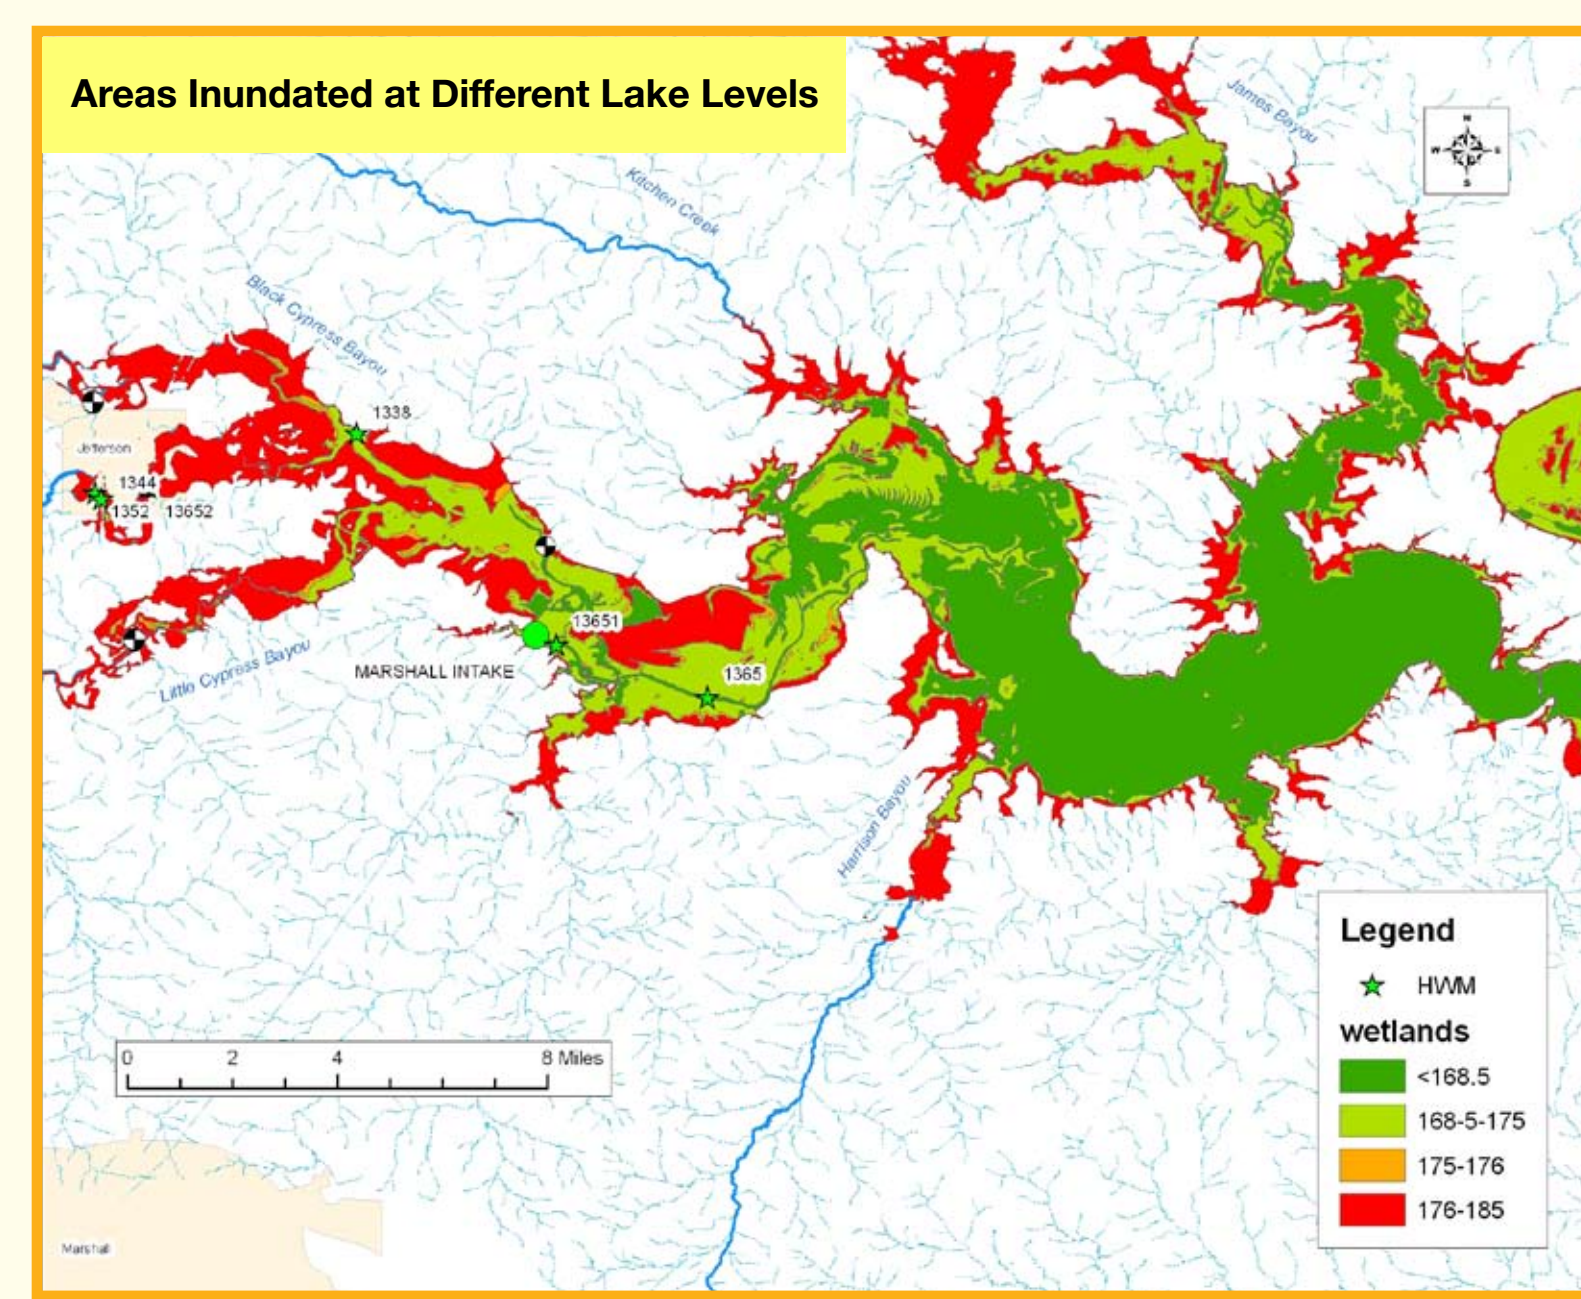 Areas Inundated at Different Lake Levels
James Bayou
N
W
S
Kitchen Creek
Black Cypress Bayou
1338
Jefferson
1344
1352
13652
13651
MARSHALL INTAKE
1365
Little Cypress Bayou
Harrison Bayou
0 2 4 8 Miles
Marshall
Legend
HWM
wetlands
<168.5
168-5-175
175-176
176-185